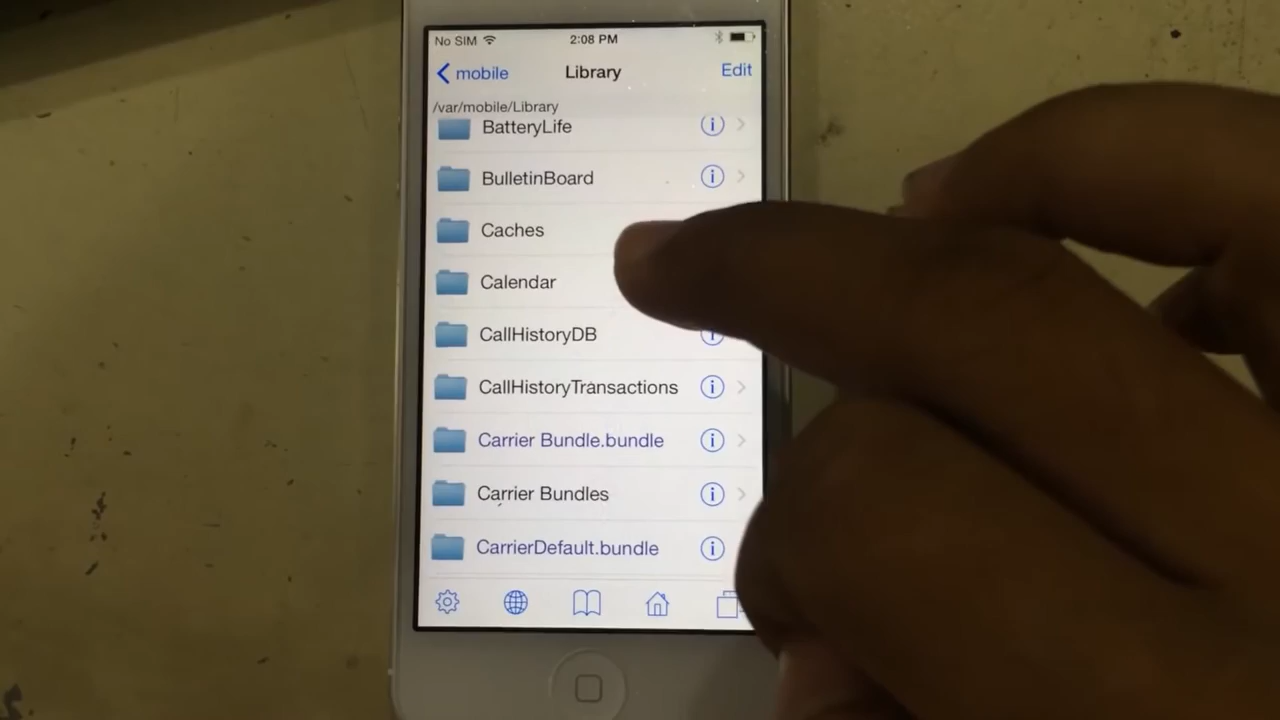 No SIM 2:08 PM
mobile Library Edit
/var/mobile/Library
BatteryLife
BulletinBoard
Caches
Calendar
CallHistoryDB
CallHistoryTransactions
Carrier Bundle.bundle
Carrier Bundles
CarrierDefault.bundle